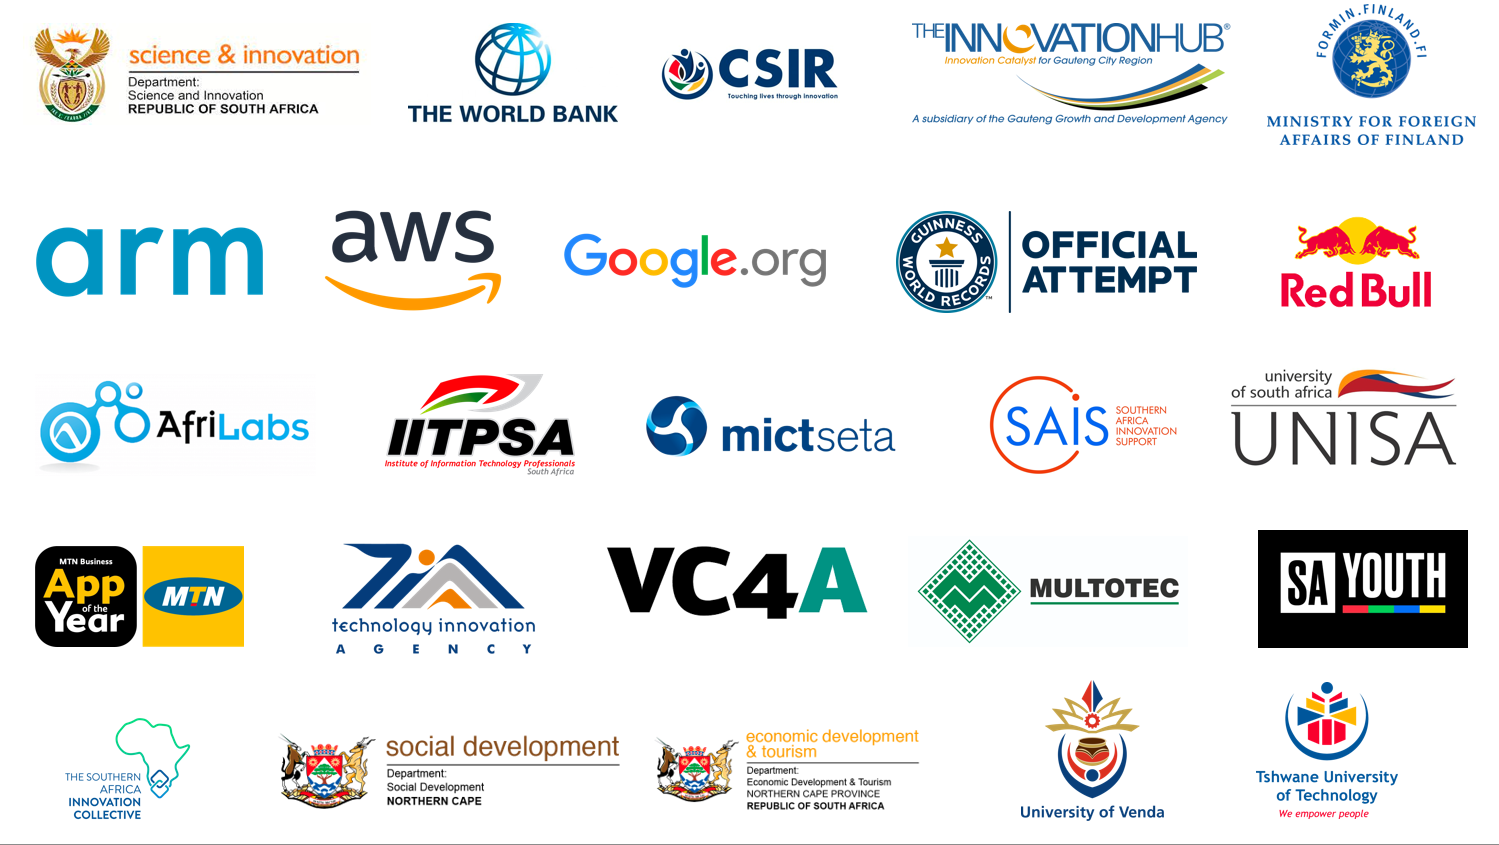 science & innovation
Department:
Science and Innovation
REPUBLIC OF SOUTH AFRICA
THE WORLD BANK
CSIR
Touching lives through innovation
THEINNOVATIONHUB®
Innovation Catalyst for Gauteng City Region
A subsidiary of the Gauteng Growth and Development Agency
FORMIN.FINLAND.FI
MINISTRY FOR FOREIGN
AFFAIRS OF FINLAND
arm
aws
Google.org
GUINNESS
WORLD RECORDS
™
OFFICIAL
ATTEMPT
Red Bull
AfriLabs
IITPSA
Institute of Information Technology Professionals
South Africa
mictseta
SAiS
SOUTHERN
AFRICA
INNOVATION
SUPPORT
university
of south africa
UNISA
MTN Business
App
of the
Year
MTN
TIA
technology innovation
AGENCY
VC4A
MULTOTEC
SA YOUTH
THE SOUTHERN
AFRICA
INNOVATION
COLLECTIVE
social development
Department:
Social Development
NORTHERN CAPE
economic development
& tourism
Department:
Economic Development & Tourism
NORTHERN CAPE PROVINCE
REPUBLIC OF SOUTH AFRICA
University of Venda
Tshwane University
of Technology
We empower people